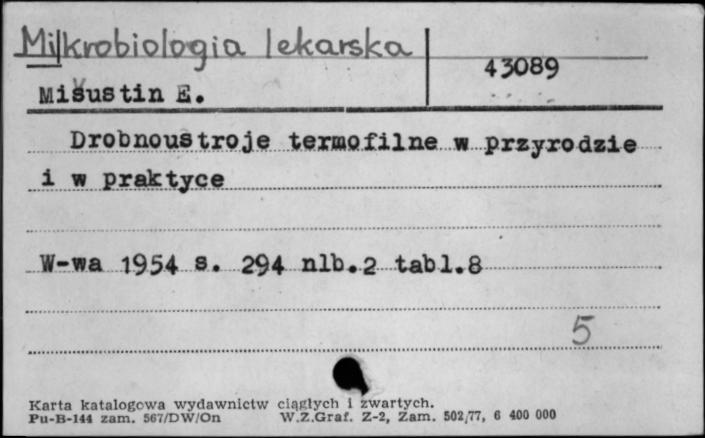 Mikrobiologia lekarska
43089
Mišustin E.
Drobnoustroje termofilne w przyrodzie
i w praktyce
W-wa 1954 s. 294 nlb.2 tabl.8
5
Karta katalogowa wydawnictw ciągłych i zwartych.
Pu-B-144 zam. 567/DW/On W.Z.Graf. Z-2, Zam. 502/77, 6 400 000